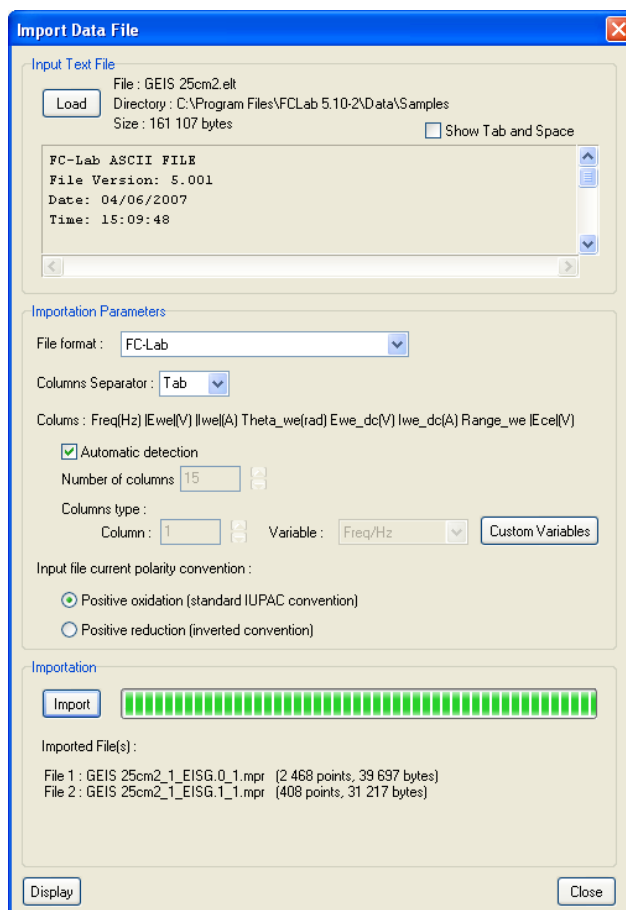 Import Data File
Input Text File
Load
File : GEIS 25cm2.elt
Directory : C:\Program Files\FCLab 5.10-2\Data\Samples
Size : 161 107 bytes
Show Tab and Space
FC-Lab ASCII FILE
File Version: 5.001
Date: 04/06/2007
Time: 15:09:48
Importation Parameters
File format : FC-Lab
Columns Separator : Tab
Colums : Freq(Hz) |Ewe|(V) |Iwe|(A) Theta_we(rad) Ewe_dc(V) Iwe_dc(A) Range_we |Ece|(V)
Automatic detection
Number of columns 15
Columns type :
Column : 1 Variable : Freq/Hz Custom Variables
Input file current polarity convention :
Positive oxidation (standard IUPAC convention)
Positive reduction (inverted convention)
Importation
Import
Imported File(s) :
File 1 : GEIS 25cm2_1_EISG.0_1.mpr (2 468 points, 39 697 bytes)
File 2 : GEIS 25cm2_1_EISG.1_1.mpr (408 points, 31 217 bytes)
Display Close